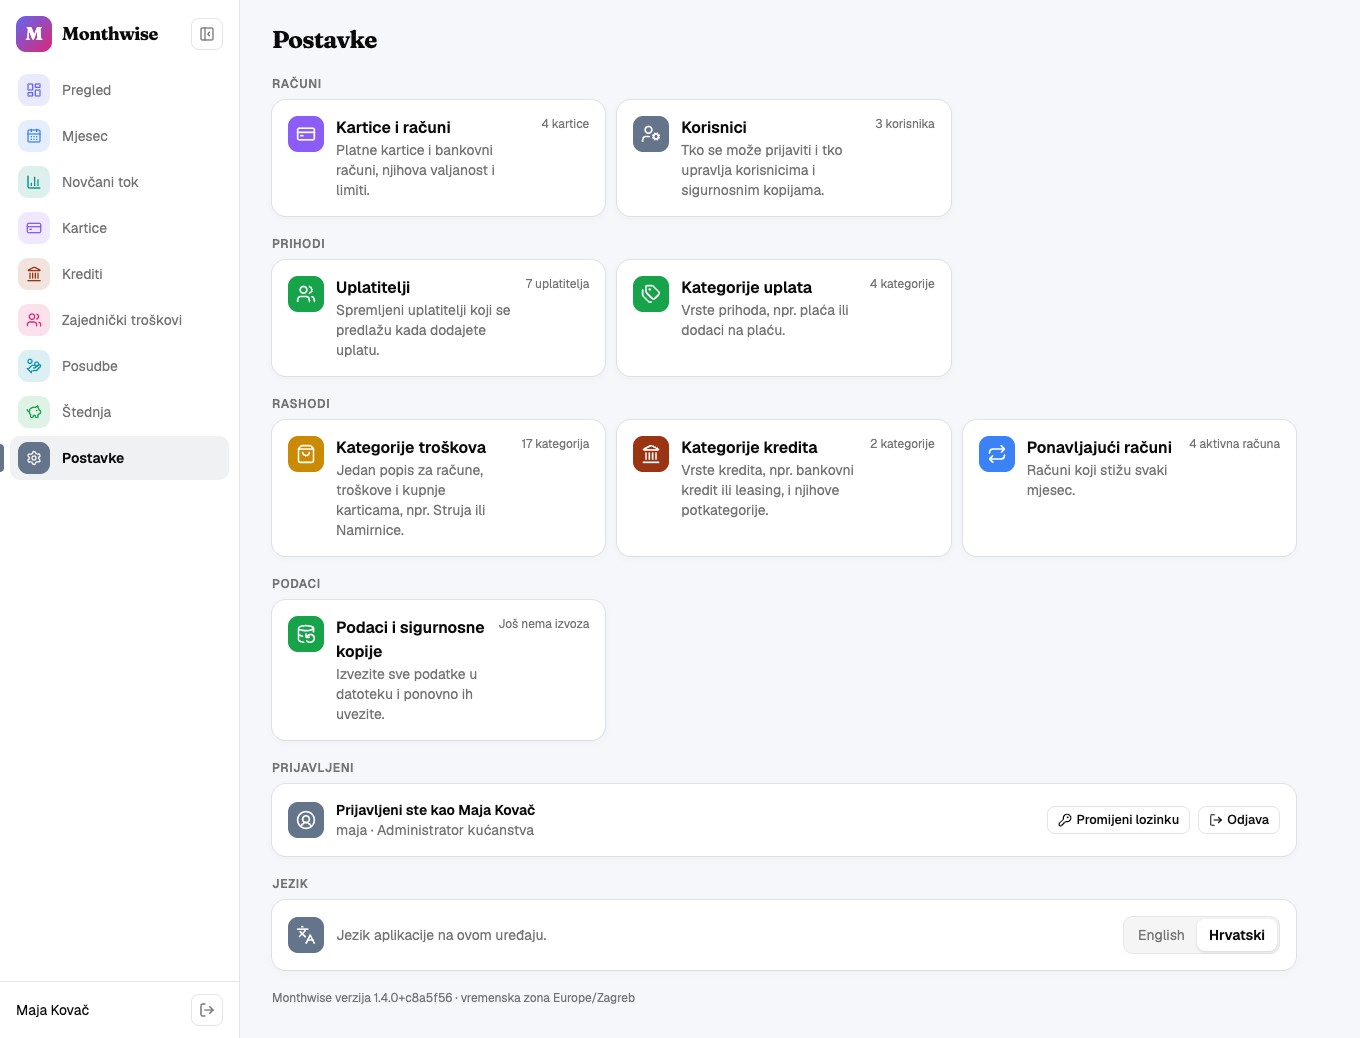 M Monthwise
Pregled
Mjesec
Novčani tok
Kartice
Krediti
Zajednički troškovi
Posudbe
Štednja
Postavke
Maja Kovač
Postavke
RAČUNI
Kartice i računi
4 kartice
Platne kartice i bankovni
računi, njihova valjanost i
limiti.
Korisnici
3 korisnika
Tko se može prijaviti i tko
upravlja korisnicima i
sigurnosnim kopijama.
PRIHODI
Uplatitelji
7 uplatitelja
Spremljeni uplatitelji koji se
predlažu kada dodajete
uplatu.
Kategorije uplata
4 kategorije
Vrste prihoda, npr. plaća ili
dodaci na plaću.
RASHODI
Kategorije troškova
17 kategorija
Jedan popis za račune,
troškove i kupnje
karticama, npr. Struja ili
Namirnice.
Kategorije kredita
2 kategorije
Vrste kredita, npr. bankovni
kredit ili leasing, i njihove
potkategorije.
Ponavljajući računi
4 aktivna računa
Računi koji stižu svaki
mjesec.
PODACI
Podaci i sigurnosne
kopije
Još nema izvoza
Izvezite sve podatke u
datoteku i ponovno ih
uvezite.
PRIJAVLJENI
Prijavljeni ste kao Maja Kovač
maja · Administrator kućanstva
Promijeni lozinku
Odjava
JEZIK
Jezik aplikacije na ovom uređaju.
English
Hrvatski
Monthwise verzija 1.4.0+c8a5f56 · vremenska zona Europe/Zagreb